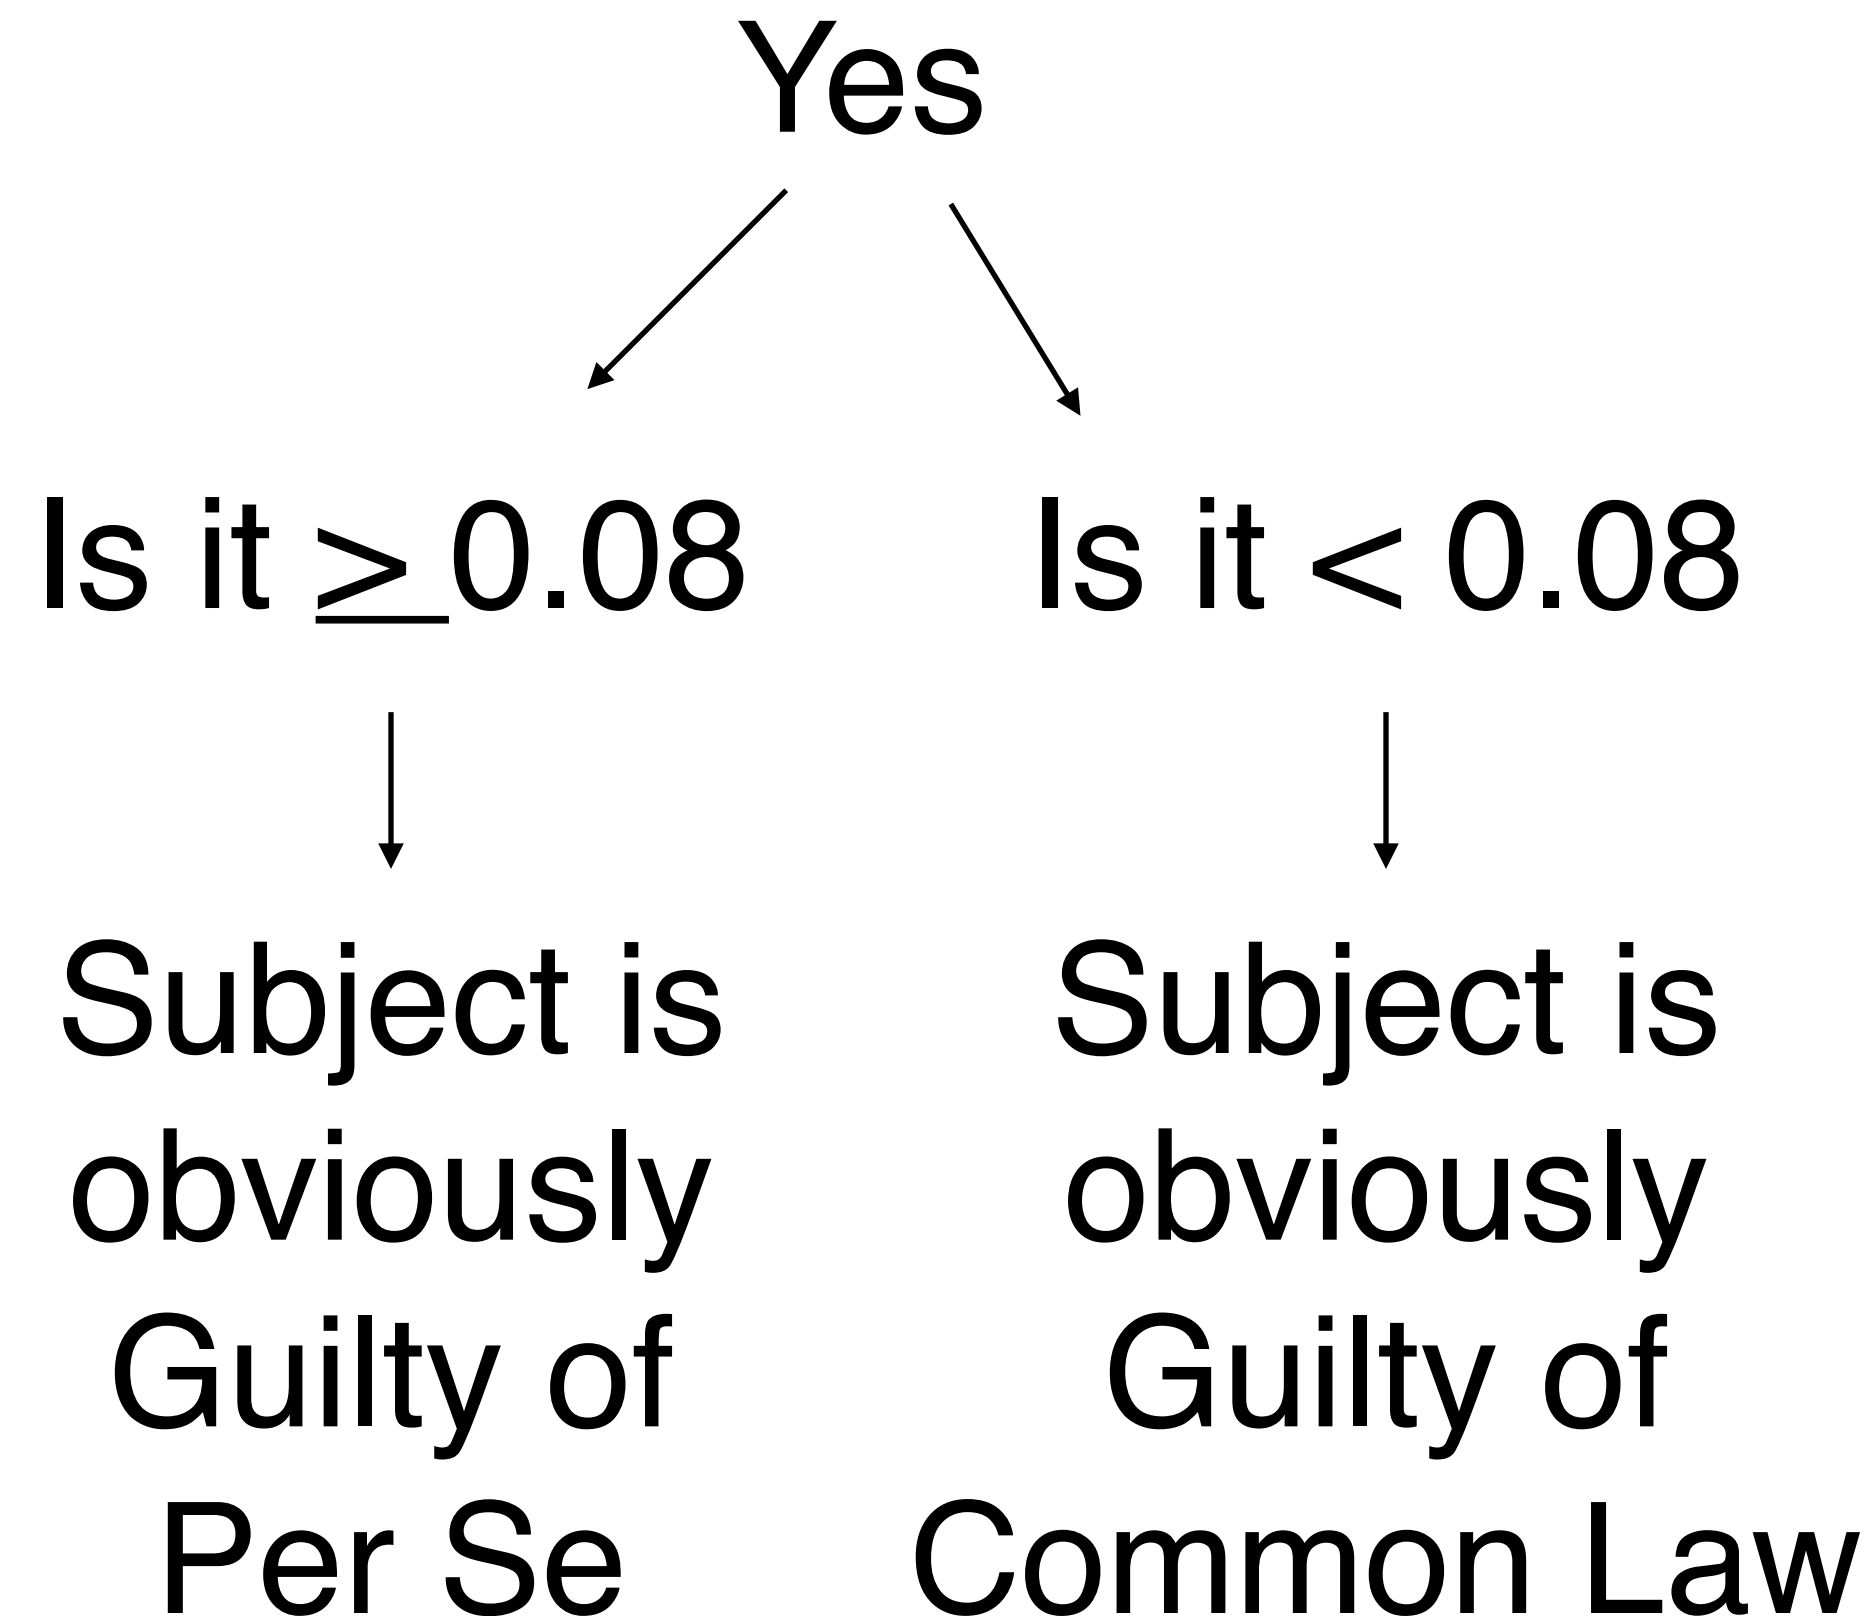 Yes
Is it ≥ 0.08
Is it < 0.08
Subject is
obviously
Guilty of
Per Se
Subject is
obviously
Guilty of
Common Law